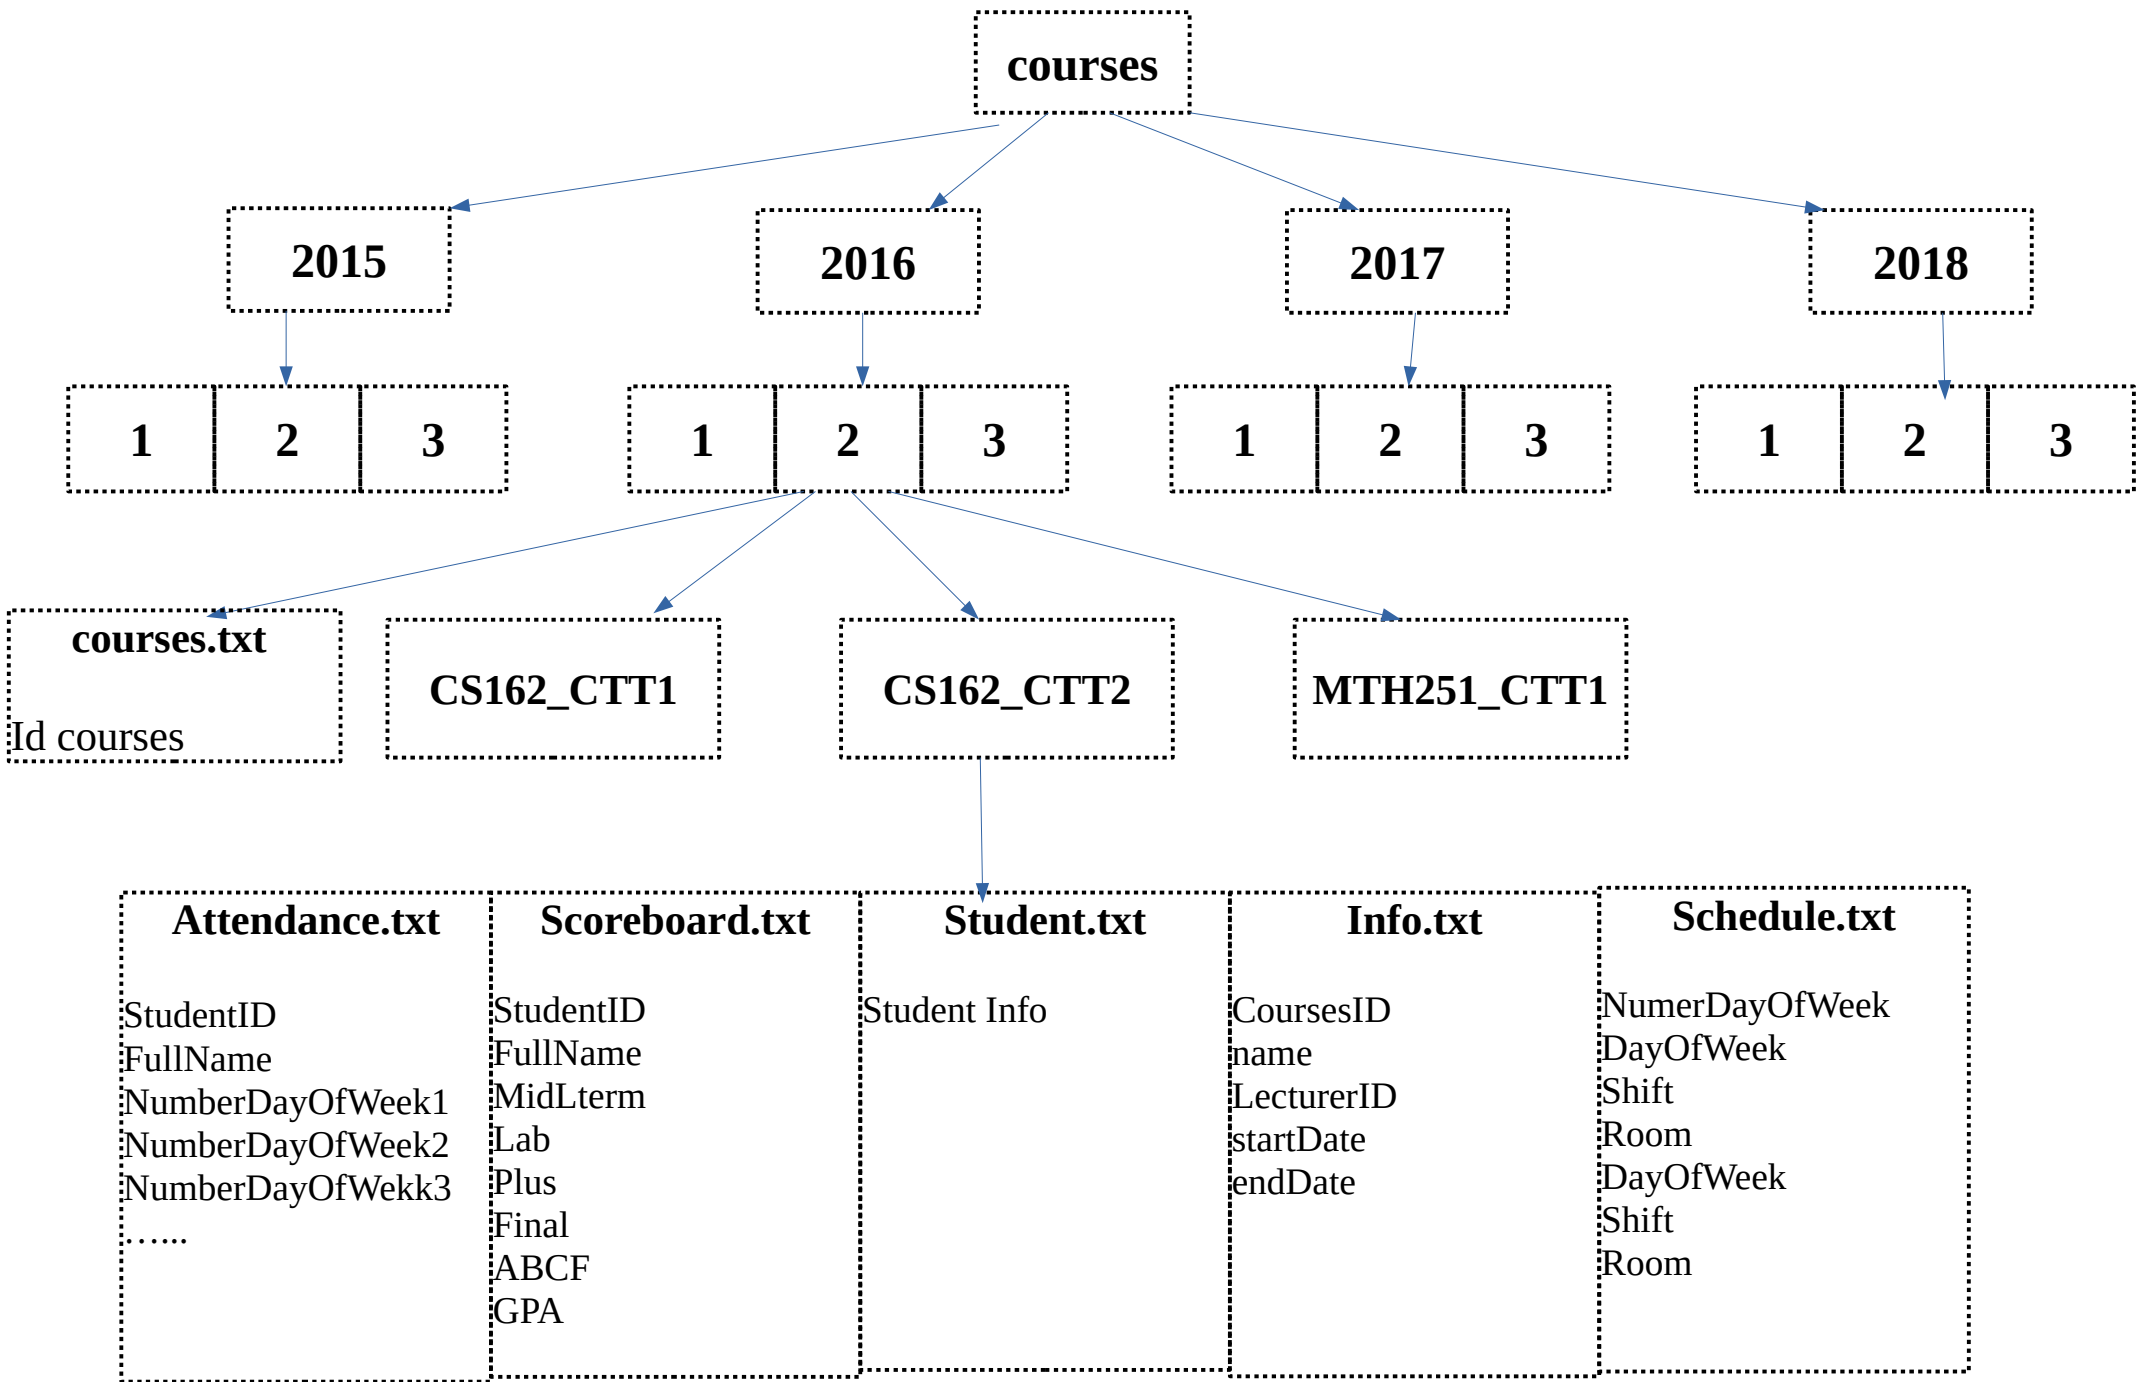 courses
2015
2016
2017
2018
1
2
3
1
2
3
1
2
3
1
2
3
courses.txt
Id courses
CS162_CTT1
CS162_CTT2
MTH251_CTT1
Attendance.txt
StudentID
FullName
NumberDayOfWeek1
NumberDayOfWeek2
NumberDayOfWekk3
…...
Scoreboard.txt
StudentID
FullName
MidLterm
Lab
Plus
Final
ABCF
GPA
Student.txt
Student Info
Info.txt
CoursesID
name
LecturerID
startDate
endDate
Schedule.txt
NumerDayOfWeek
DayOfWeek
Shift
Room
DayOfWeek
Shift
Room